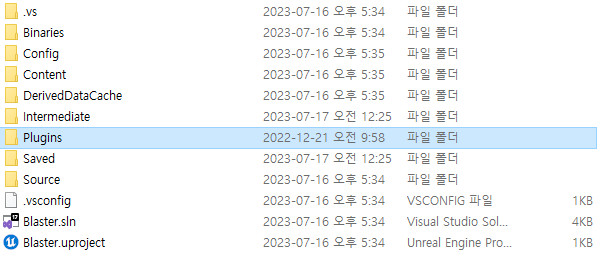 .vs 2023-07-16 오후 5:34 파일 폴더
Binaries 2023-07-16 오후 5:34 파일 폴더
Config 2023-07-16 오후 5:35 파일 폴더
Content 2023-07-16 오후 5:35 파일 폴더
DerivedDataCache 2023-07-16 오후 5:35 파일 폴더
Intermediate 2023-07-17 오전 12:25 파일 폴더
Plugins 2022-12-21 오전 9:58 파일 폴더
Saved 2023-07-17 오전 12:25 파일 폴더
Source 2023-07-16 오후 5:34 파일 폴더
.vsconfig 2023-07-16 오후 5:34 VSCONFIG 파일 1KB
Blaster.sln 2023-07-16 오후 5:34 Visual Studio Sol... 4KB
Blaster.uproject 2023-07-16 오후 5:34 Unreal Engine Pro... 1KB